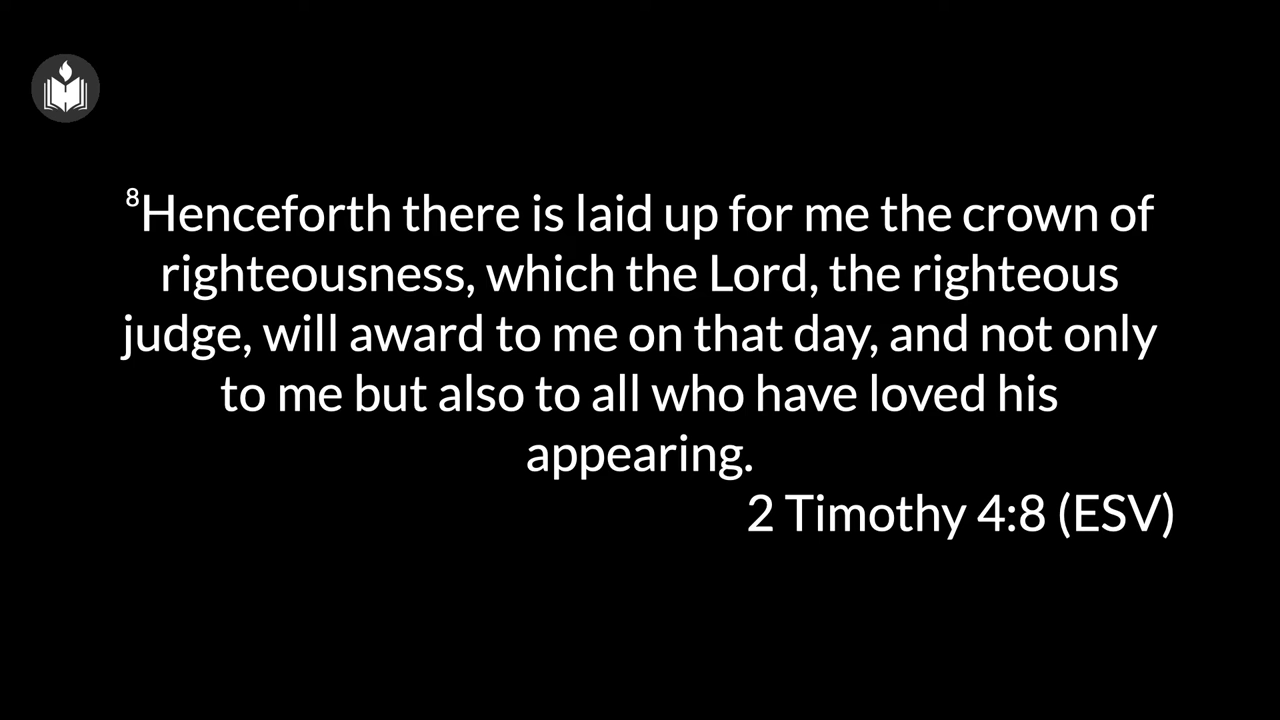 ⁸Henceforth there is laid up for me the crown of
righteousness, which the Lord, the righteous
judge, will award to me on that day, and not only
to me but also to all who have loved his
appearing.
2 Timothy 4:8 (ESV)